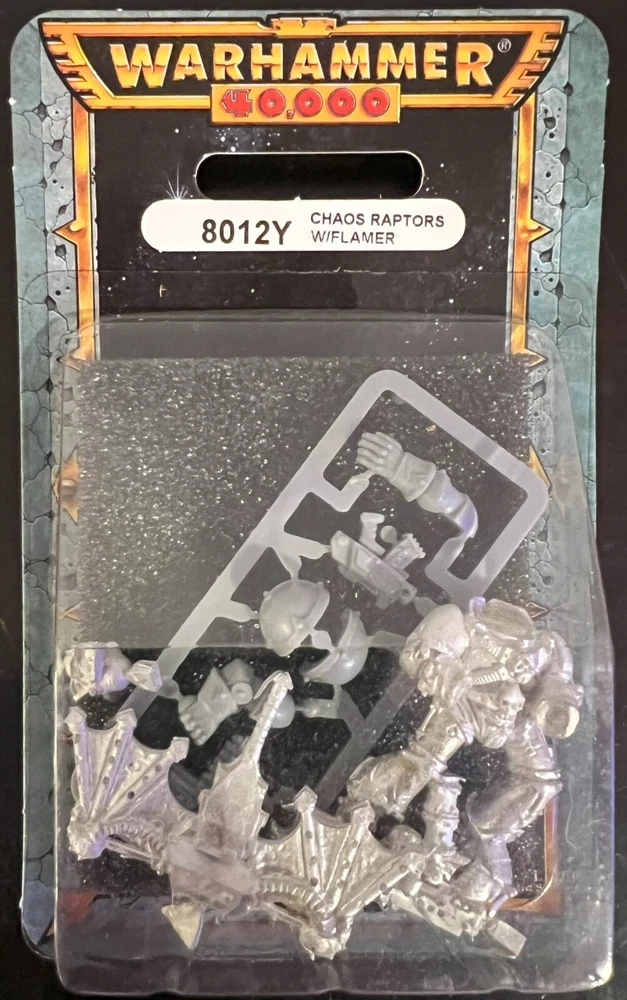 WARHAMMER®
40,000
8012Y
CHAOS RAPTORS
W/FLAMER